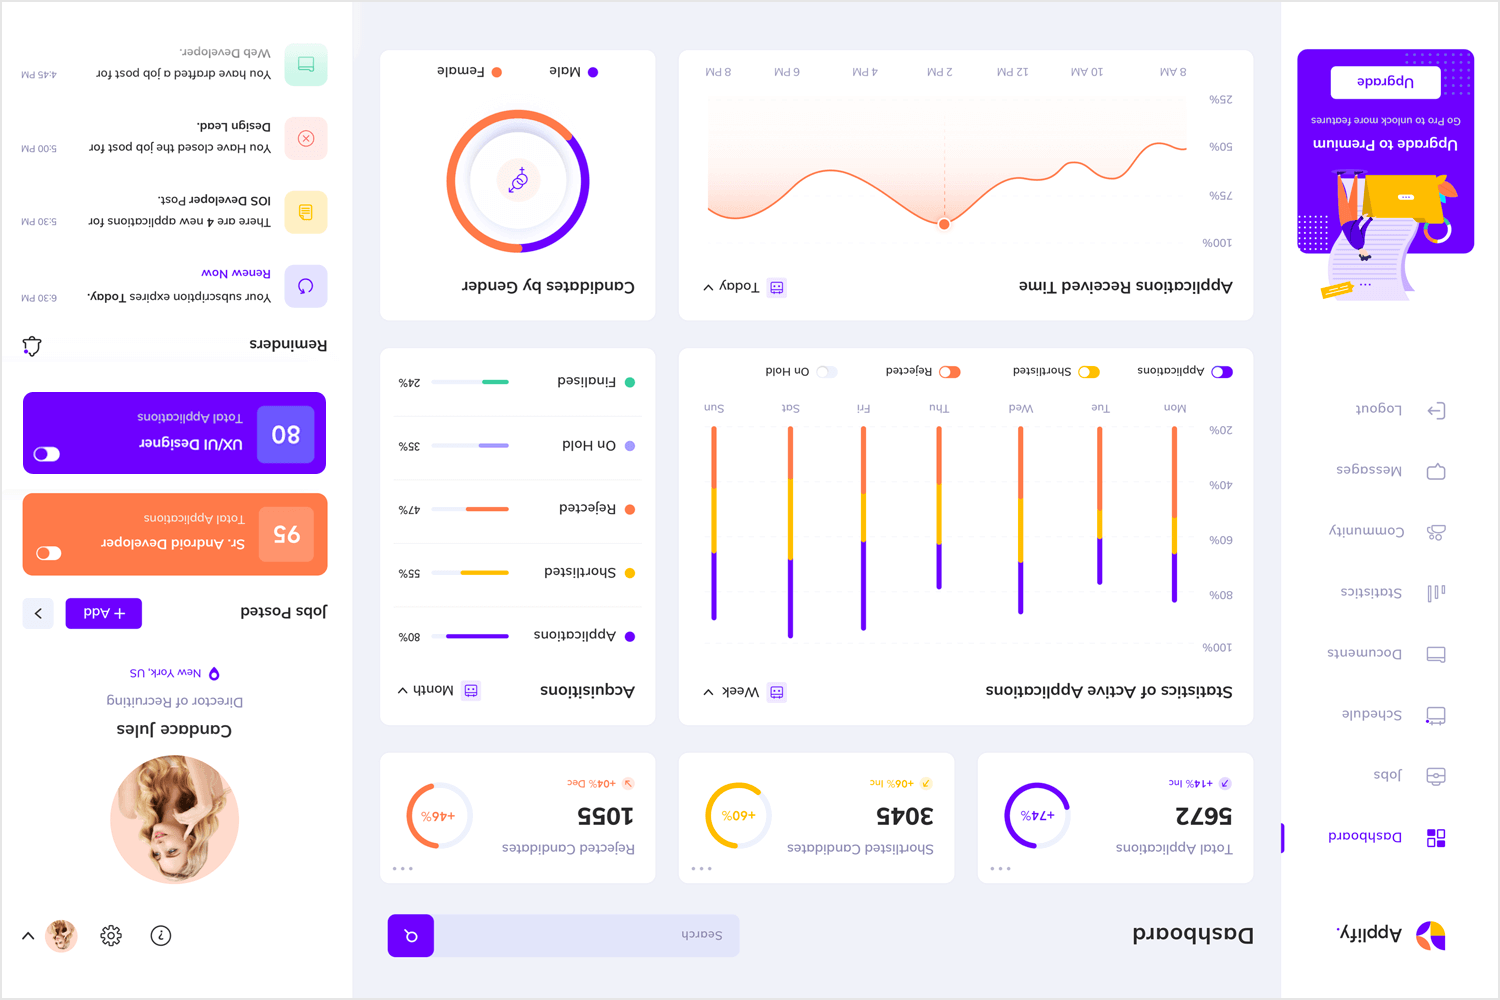 Applify.
Dashboard
Jobs
Schedule
Documents
Statistics
Community
Messages
Logout
Upgrade to Premium
Go Pro to unlock more features
Upgrade
Dashboard
Search
Total Applications
5672
+14% Inc
+74%
Shortlisted Candidates
3045
+06% Inc
+60%
Rejected Candidates
1055
+04% Dec
+46%
Statistics of Active Applications
Week
100%
80%
60%
40%
20%
Mon
Tue
Wed
Thu
Fri
Sat
Sun
Applications
Shortlisted
Rejected
On Hold
Acquisitions
Month
Applications
80%
Shortlisted
55%
Rejected
47%
On Hold
35%
Finalised
24%
Applications Received Time
Today
100%
75%
50%
25%
8 AM
10 AM
12 PM
2 PM
4 PM
6 PM
8 PM
Candidates by Gender
Male
Female
Candace Jules
Director of Recruiting
New York, US
Jobs Posted
+ Add
95
Sr. Android Developer
Total Applications
80
UX/UI Designer
Total Applications
Reminders
Your subscription expires Today.
Renew Now
6:30 PM
There are 4 new applications for
IOS Developer Post.
5:30 PM
You Have closed the job post for
Design Lead.
5:00 PM
You have drafted a job post for
Web Developer.
4:45 PM